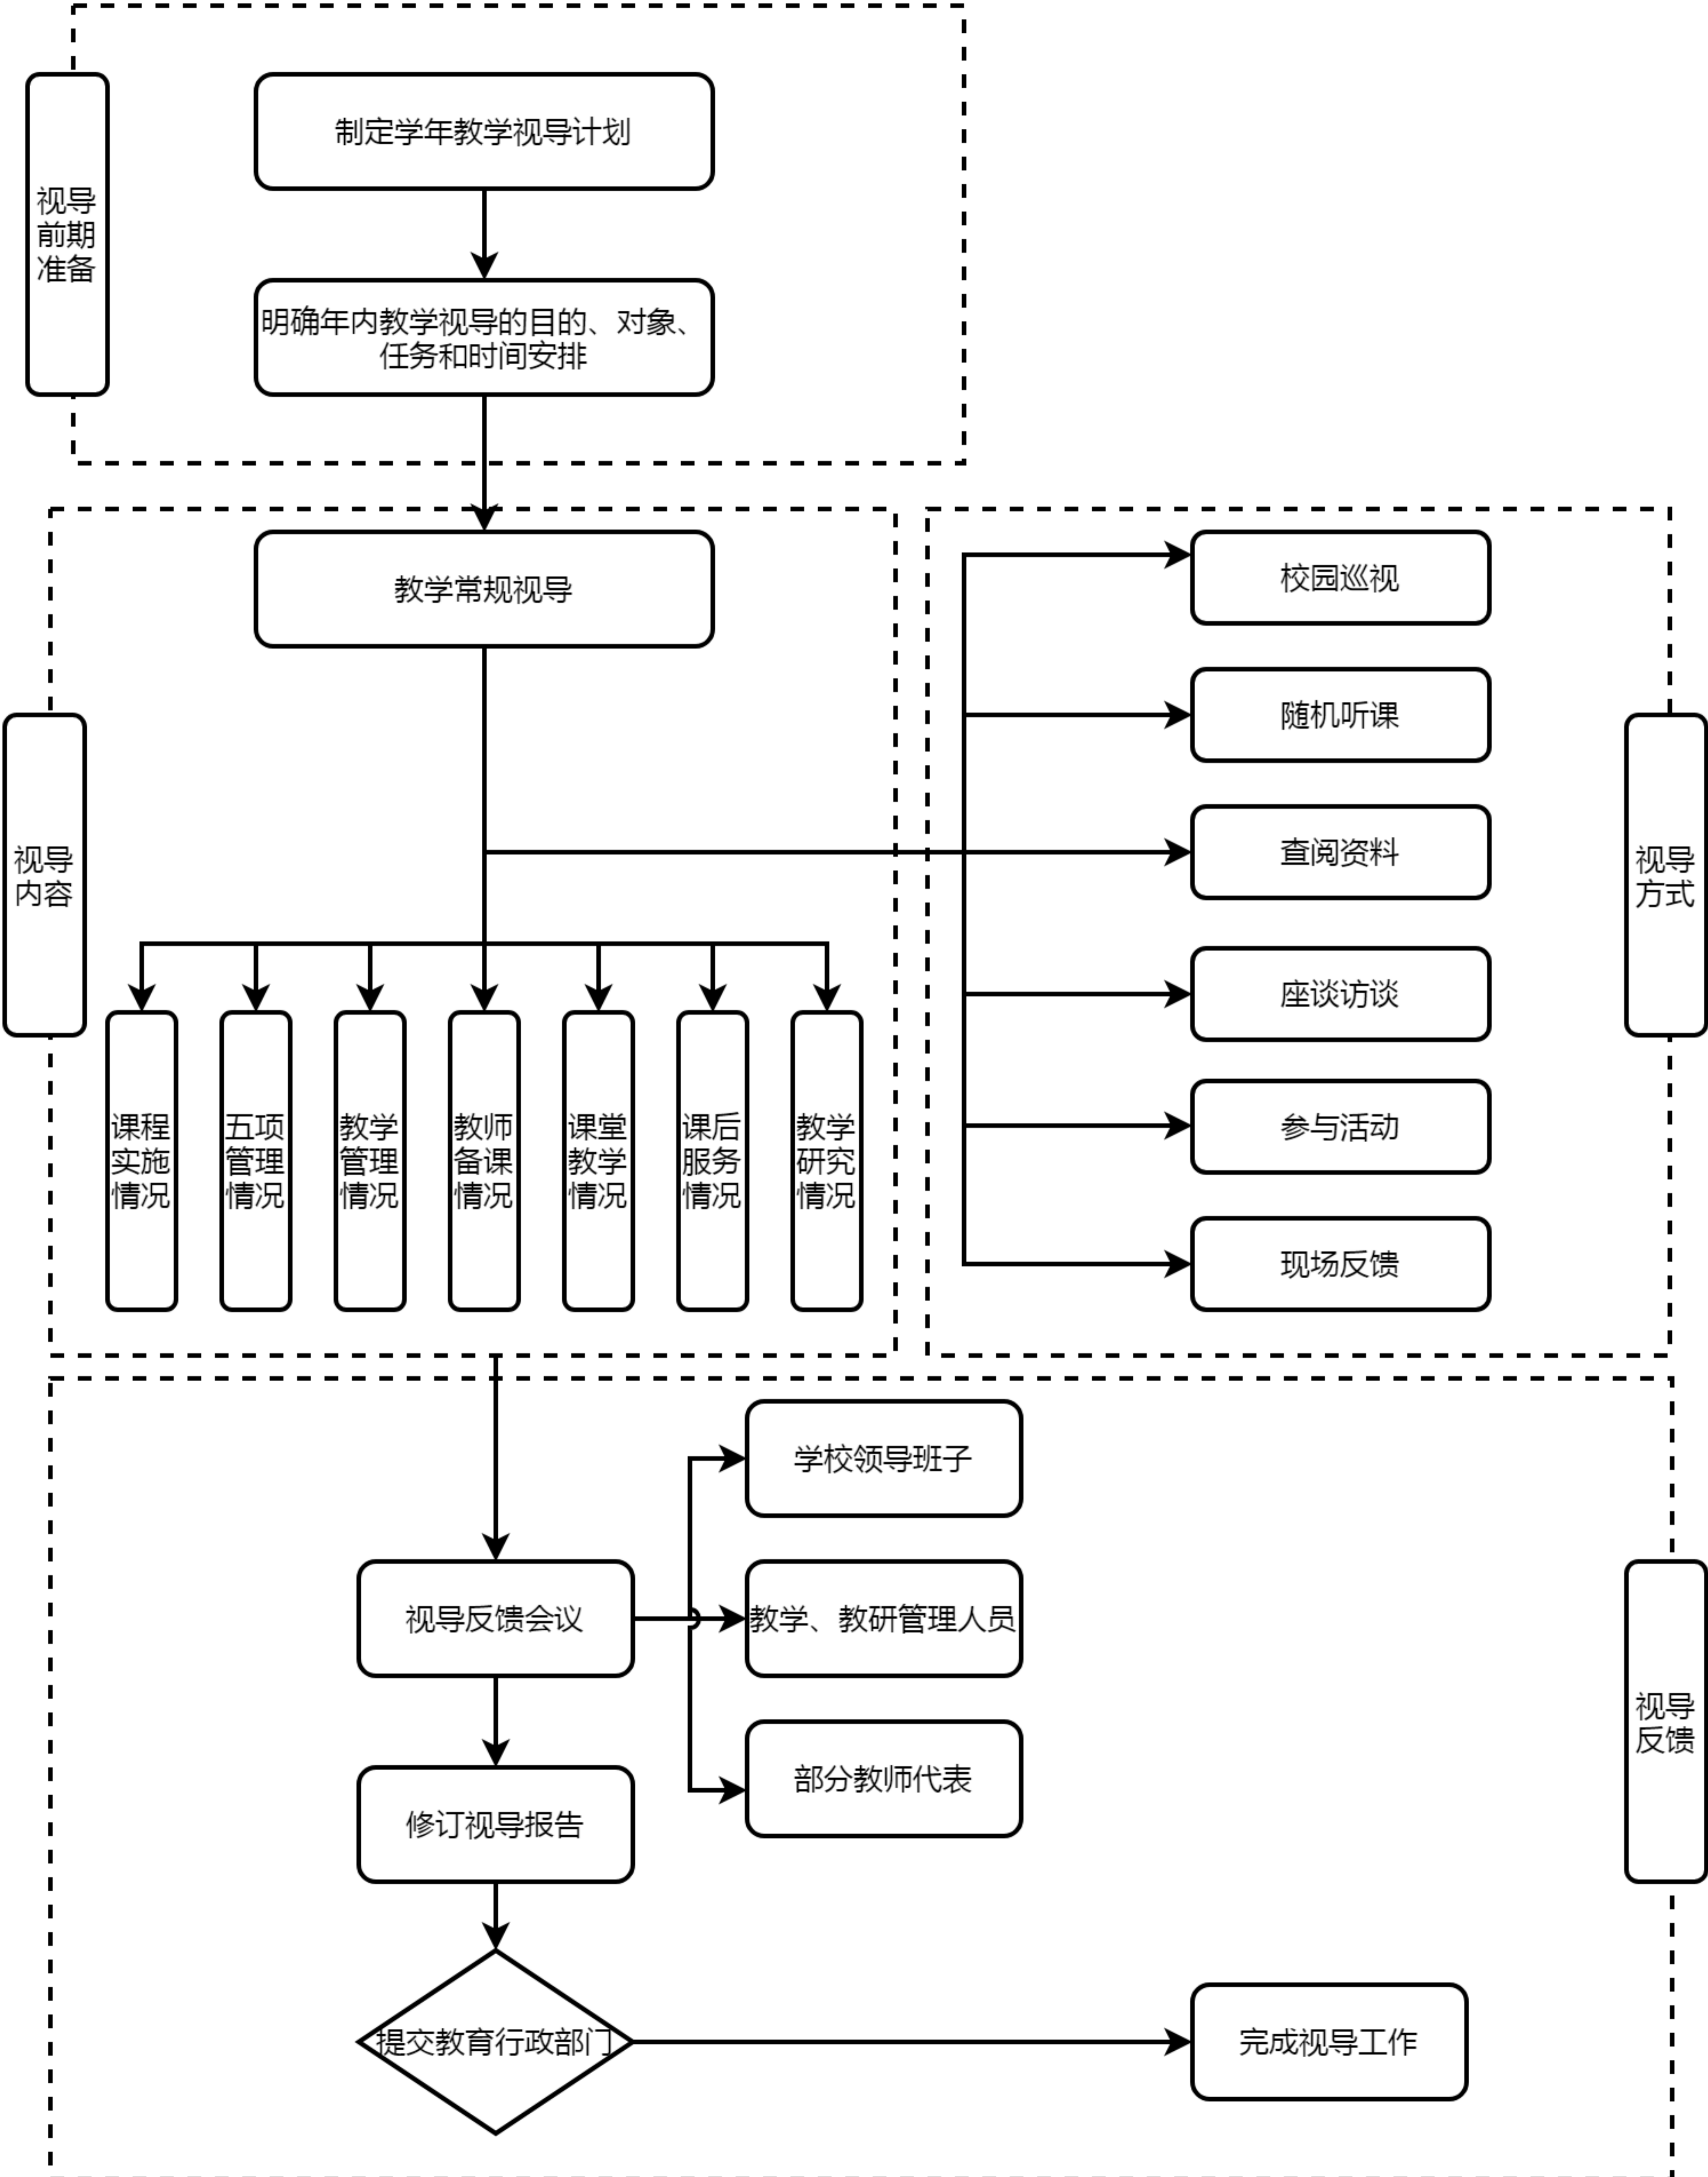 视导
前期
准备
制定学年教学视导计划
明确年内教学视导的目的、对象、
任务和时间安排
视导
内容
教学常规视导
课程
实施
情况
五项
管理
情况
教学
管理
情况
教师
备课
情况
课堂
教学
情况
课后
服务
情况
教学
研究
情况
校园巡视
随机听课
查阅资料
座谈访谈
参与活动
现场反馈
视导
方式
学校领导班子
视导反馈会议
教学、教研管理人员
部分教师代表
修订视导报告
视导
反馈
提交教育行政部门
完成视导工作